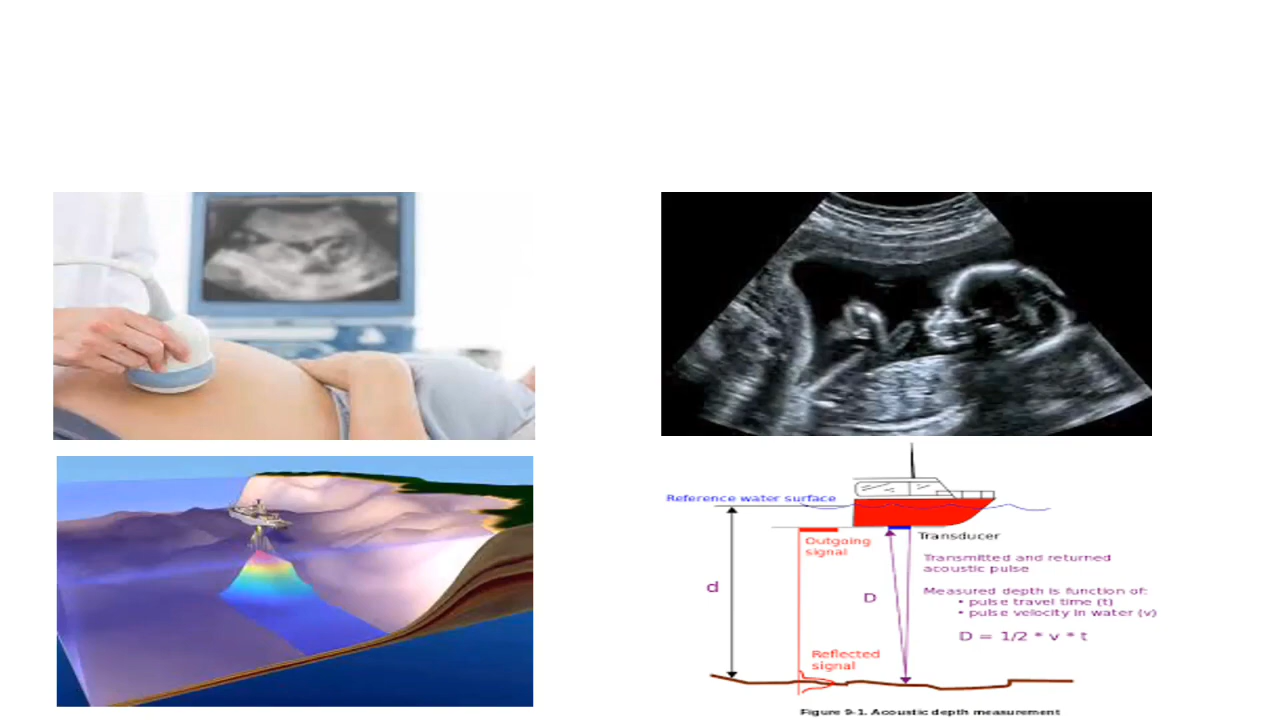 Reference water surface
Outgoing
signal
Transducer
Transmitted and returned
acoustic pulse
d
D
Measured depth is function of:
• pulse travel time (t)
• pulse velocity in water (v)
D = 1/2 * v * t
Reflected
signal
Figure 9-1. Acoustic depth measurement